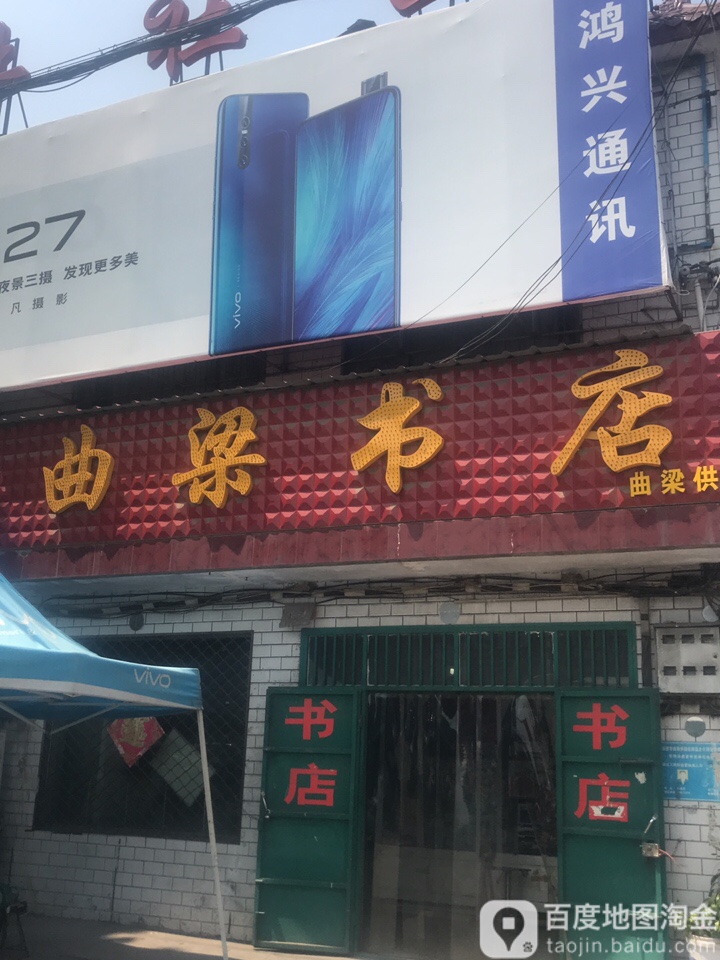 社
鸿兴通讯
27
夜景三摄 发现更多美
凡摄影
vivo
曲梁书店
曲梁供
vivo
书店
书店
百度地图淘金
taojin.baidu.com